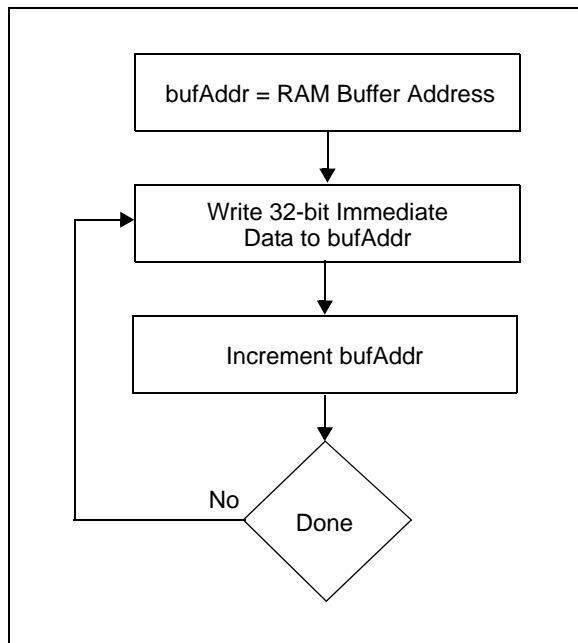 bufAddr = RAM Buffer Address
Write 32-bit Immediate
Data to bufAddr
Increment bufAddr
No
Done